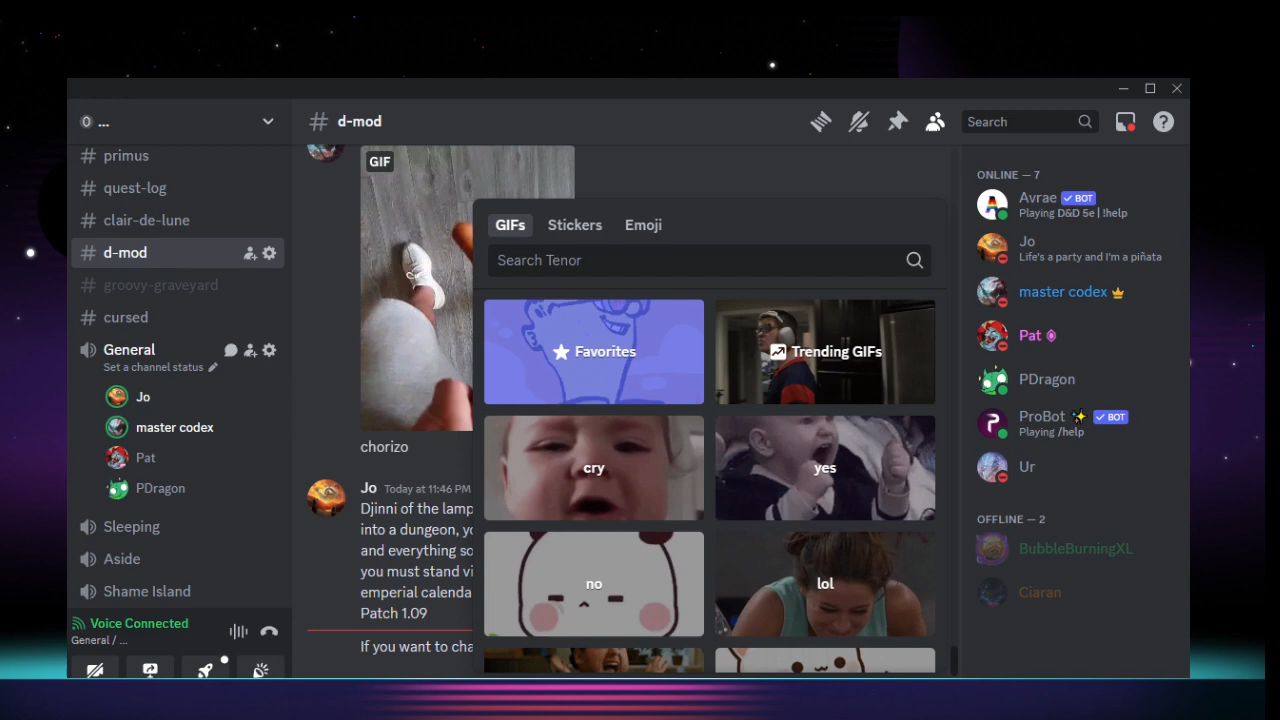 ...
primus
quest-log
clair-de-lune
d-mod
groovy-graveyard
cursed
General
Set a channel status
Jo
master codex
Pat
PDragon
Sleeping
Aside
Shame Island
Voice Connected
General / ...
# d-mod
Search
GIF
chorizo
Jo Today at 11:46 PM
Djinni of the lamp
into a dungeon, yo
and everything so
you must stand vi
emperial calenda
Patch 1.09
If you want to cha
GIFs Stickers Emoji
Search Tenor
Favorites
Trending GIFs
cry
yes
no
lol
ONLINE — 7
Avrae BOT
Playing D&D 5e | !help
Jo
Life's a party and I'm a piñata
master codex
Pat
PDragon
ProBot ✨ BOT
Playing /help
Ur
OFFLINE — 2
BubbleBurningXL
Ciaran